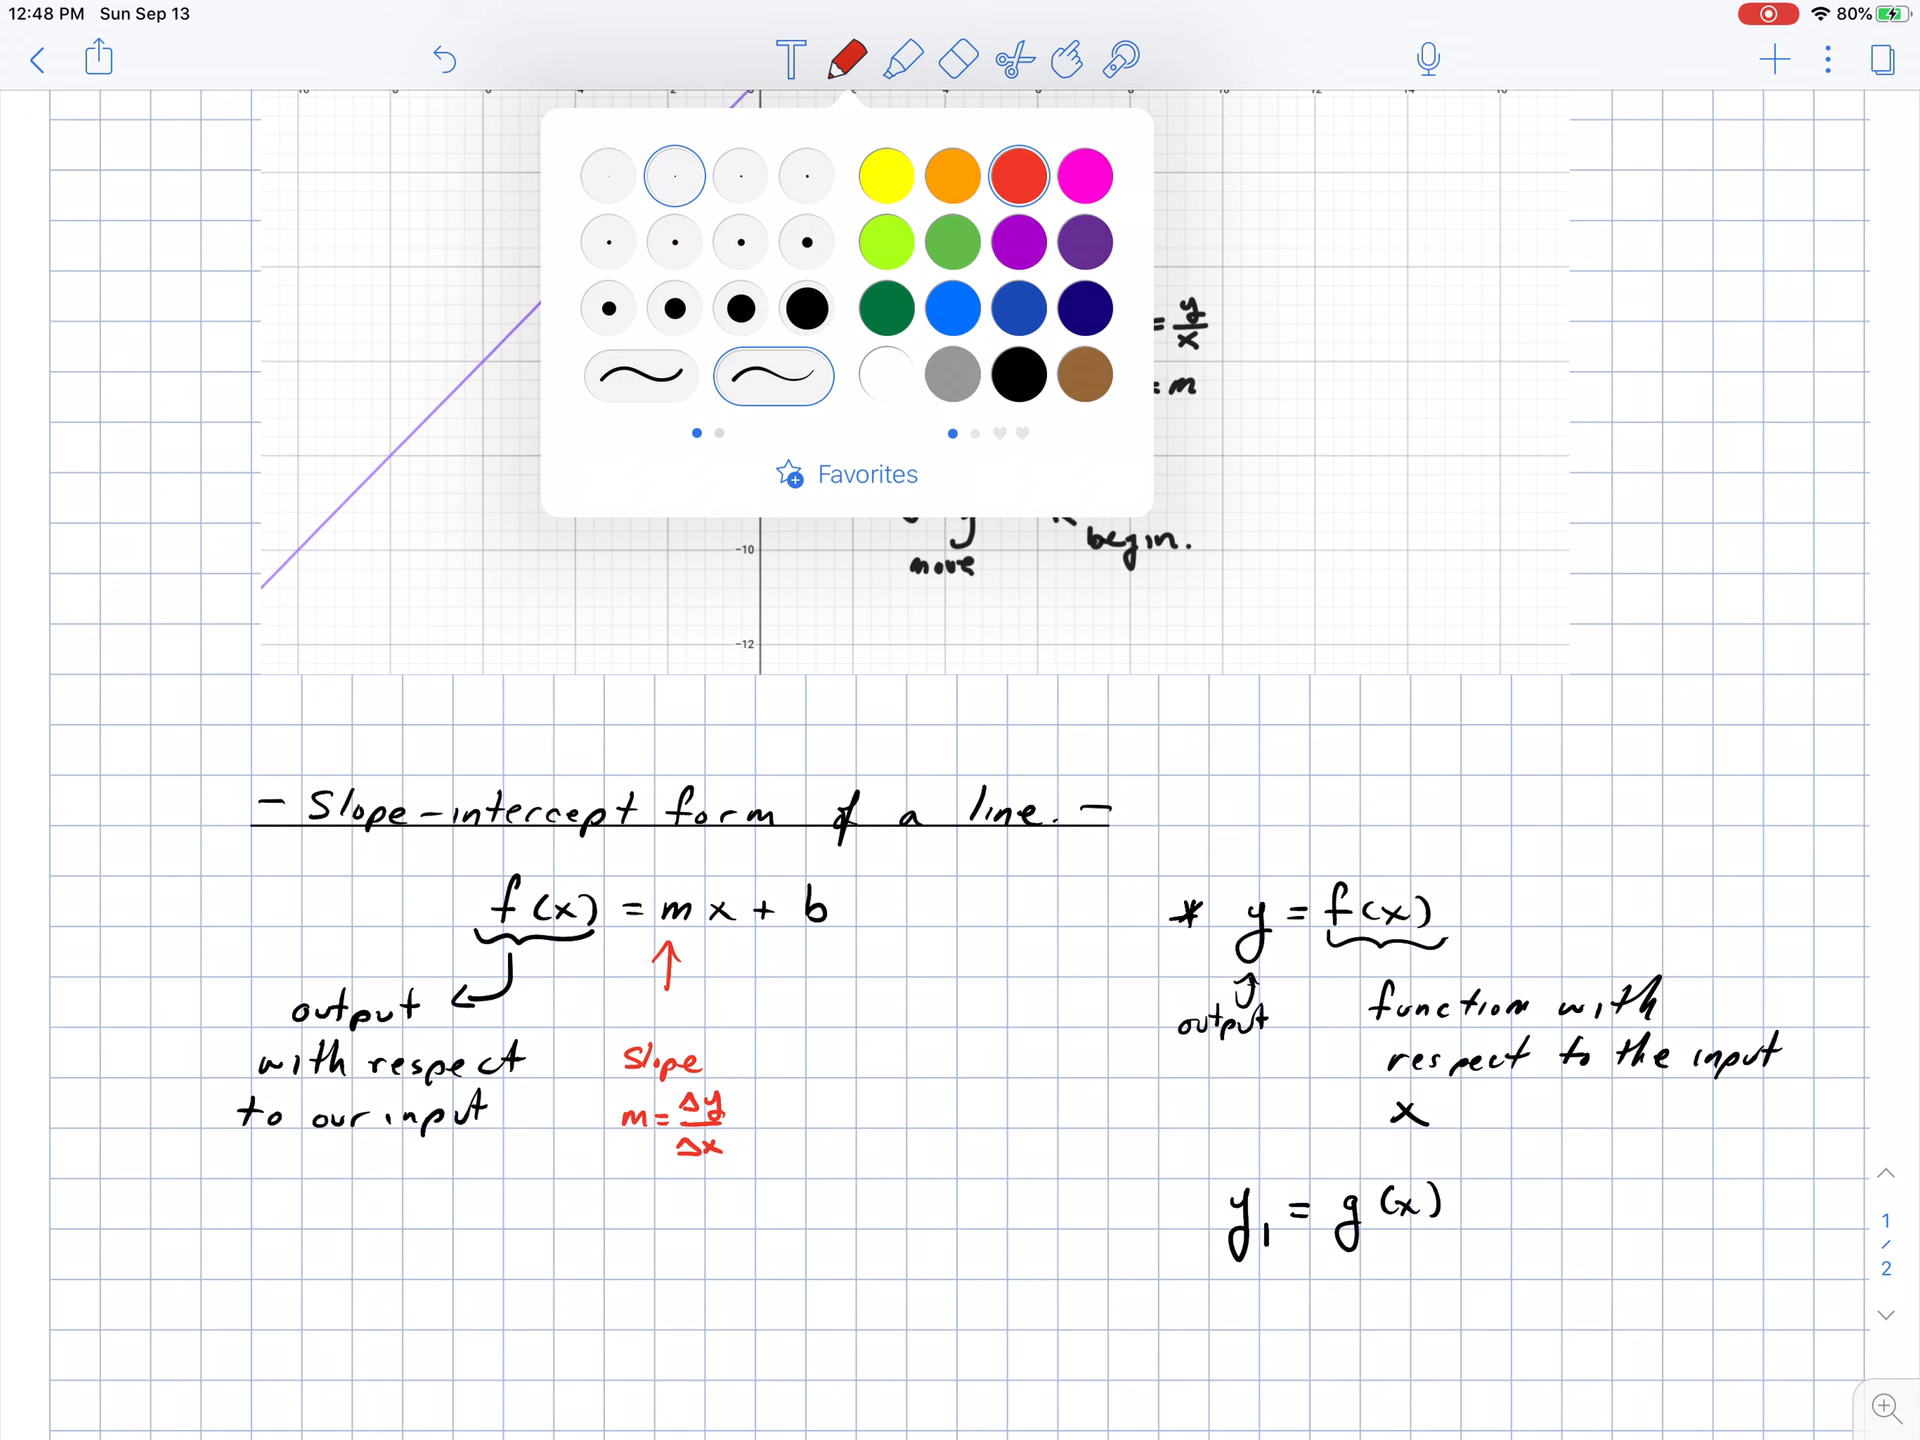 12:48 PM Sun Sep 13
80%
T
Favorites
= y/x
= m
begin.
move
-10
-12
- Slope-intercept form of a line. -
f(x) = mx + b
* y = f(x)
output
with respect
to our input
Slope
m = Δy/Δx
output
function with
respect to the input
x
y₁ = g(x)
1
/
2